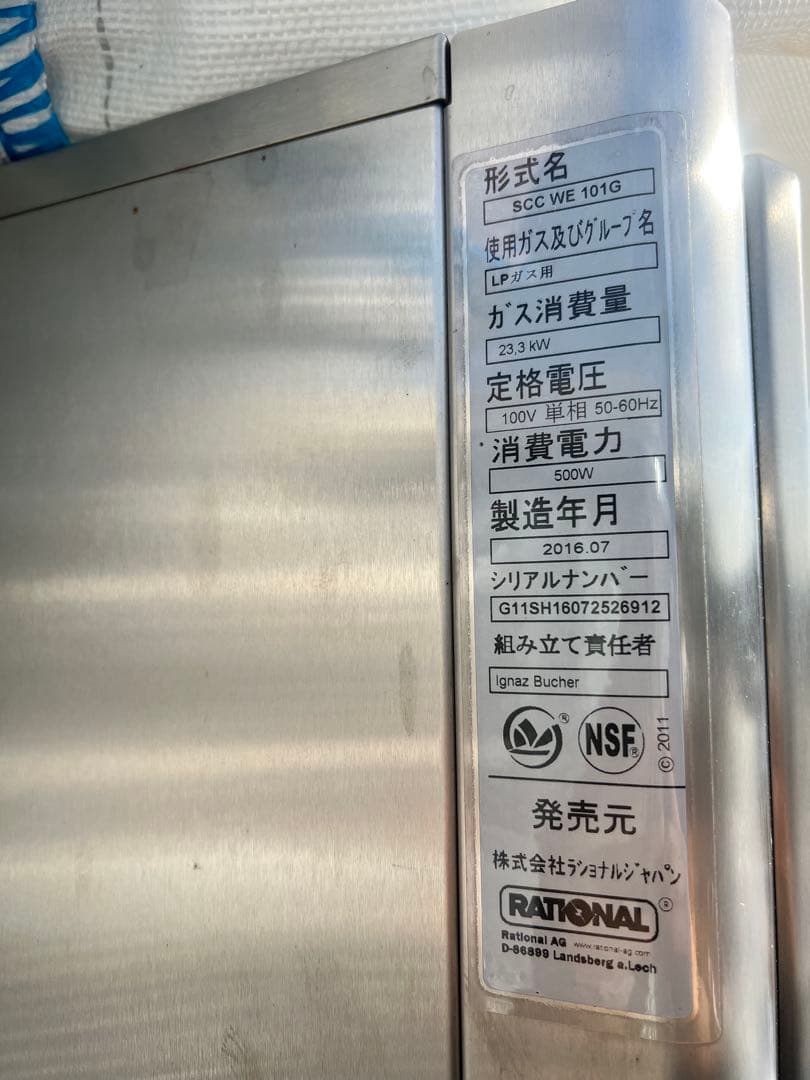 形式名
SCC WE 101G
使用ガス及びグループ名
LPガス用
ガス消費量
23,3 kW
定格電圧
100V 単相 50-60Hz
消費電力
500W
製造年月
2016.07
シリアルナンバー
G11SH16072526912
組み立て責任者
Ignaz Bucher
® NSF® © 2011
発売元
株式会社ラショナルジャパン
RATIONAL ®
Rational AG www.rational-ag.com
D-86899 Landsberg a.Lech